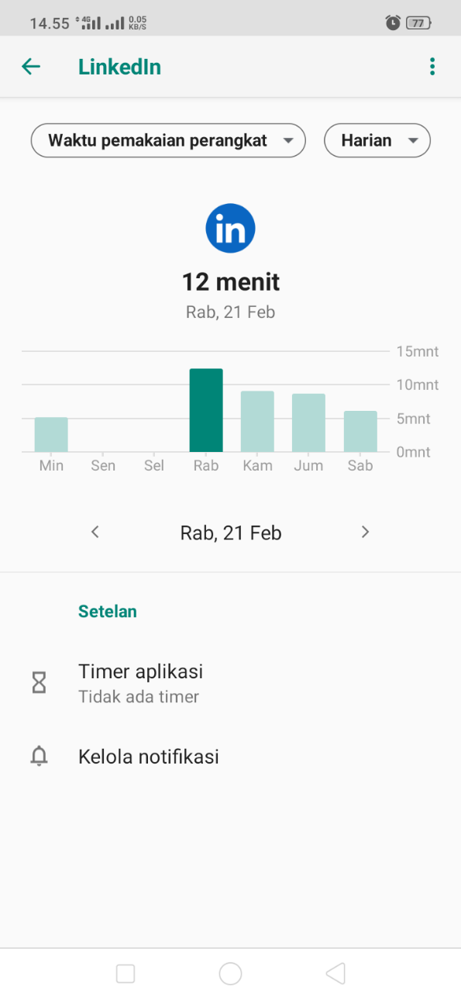 14.55 4G 0.05 KB/S 77
LinkedIn
Waktu pemakaian perangkat Harian
in
12 menit
Rab, 21 Feb
15mnt
10mnt
5mnt
0mnt
Min Sen Sel Rab Kam Jum Sab
Rab, 21 Feb
Setelan
Timer aplikasi
Tidak ada timer
Kelola notifikasi